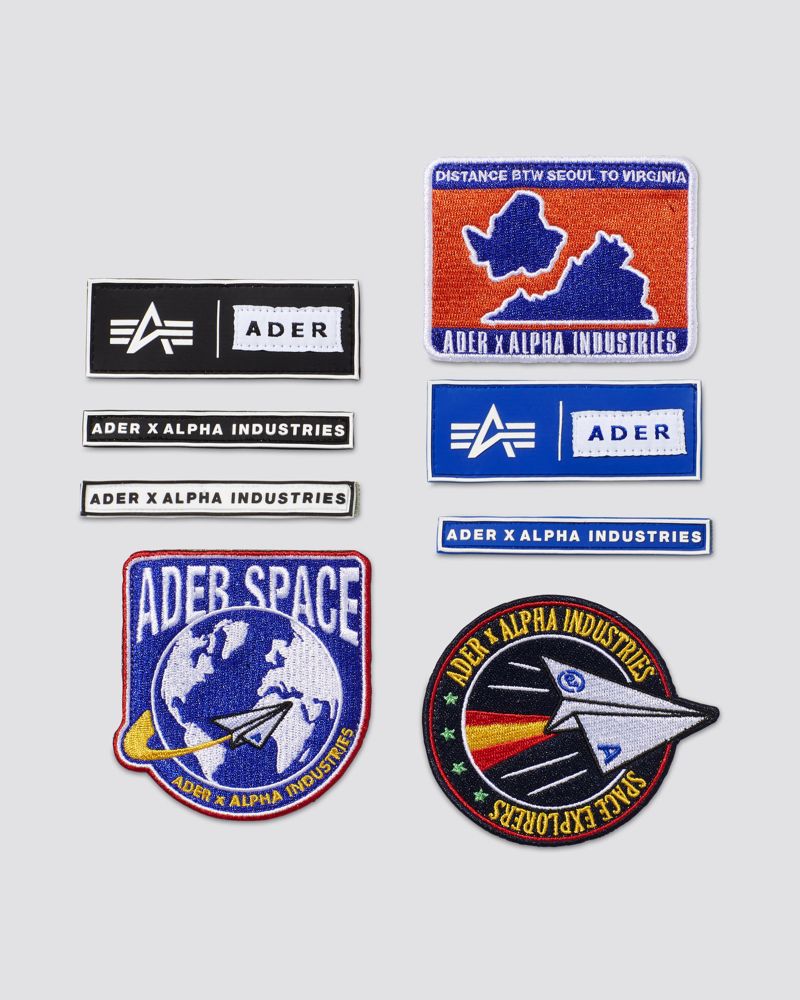 ADER
ADER X ALPHA INDUSTRIES
ADER X ALPHA INDUSTRIES
ADER SPACE
ADER x ALPHA INDUSTRIES
DISTANCE BTW SEOUL TO VIRGINIA
ADER x ALPHA INDUSTRIES
ADER
ADER X ALPHA INDUSTRIES
ADER x ALPHA INDUSTRIES
A
SPACE EXPLORERS